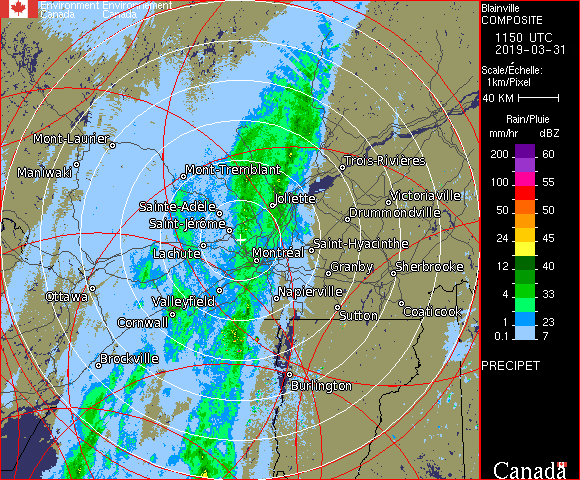 Environment Environnement
Canada Canada
Blainville
COMPOSITE
1150 UTC
2019-03-31
Scale/Échelle:
1km/Pixel
40 KM
Rain/Pluie
mm/hr dBZ
200 60
100 55
50 50
24 45
12 40
4 33
1 23
0.1 7
PRECIPET
Canada
Mont-Laurier
Maniwaki
Mont-Tremblant
Trois-Rivières
Joliette
Victoriaville
Sainte-Adèle
Drummondville
Saint-Jérôme
Saint-Hyacinthe
Lachute
Montréal
Granby
Sherbrooke
Ottawa
Valleyfield
Napierville
Cornwall
Sutton
Coaticook
Brockville
Burlington